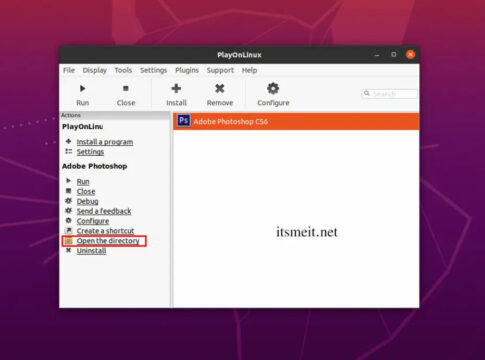 PlayOnLinux
File Display Tools Settings Plugins Support Help
Run Close Install Remove Configure Search
Actions
PlayOnLinu
Install a program
Settings
Adobe Photoshop
Run
Close
Debug
Send a feedback
Configure
Create a shortcut
Open the directory
Uninstall
Ps Adobe Photoshop CS6
itsmeit.net